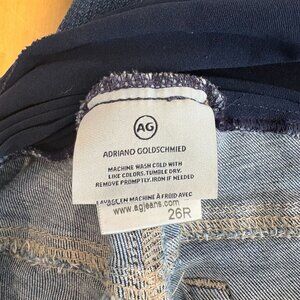 AG
ADRIANO GOLDSCHMIED
MACHINE WASH COLD WITH
LIKE COLORS. TUMBLE DRY.
REMOVE PROMPTLY. IRON IF NEEDED
LAVAGE EN MACHINE À FROID AVEC
www.agjeans.com
26R